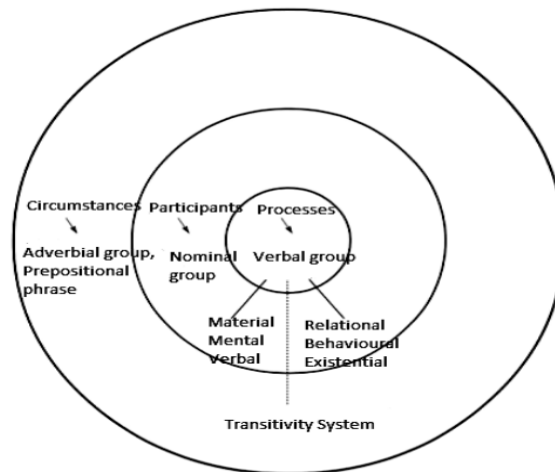 Circumstances
Participants
Processes
Adverbial group,
Prepositional
phrase
Nominal
group
Verbal group
Material
Mental
Verbal
Relational
Behavioural
Existential
Transitivity System